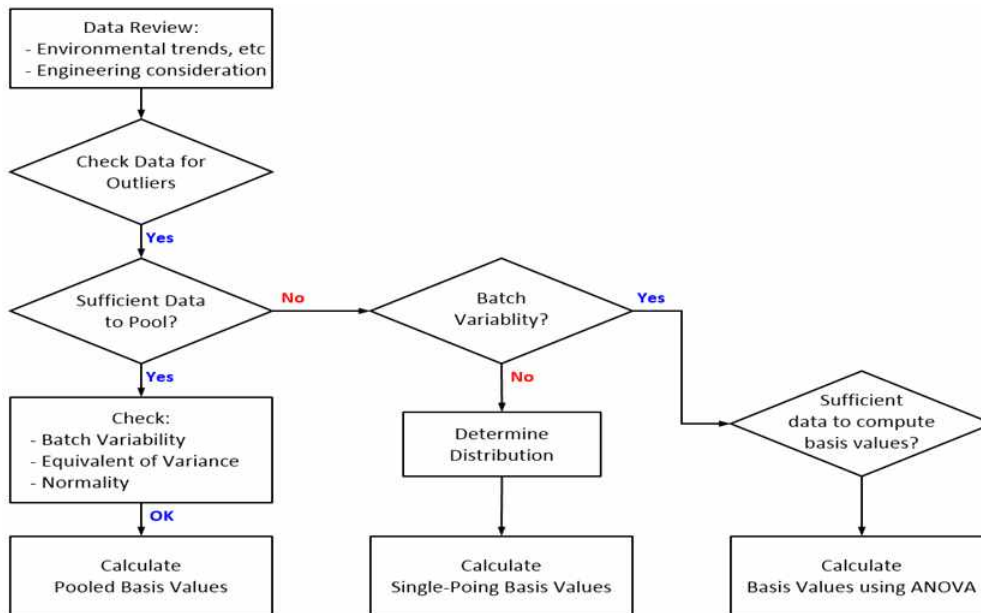 Data Review:
- Environmental trends, etc
- Engineering consideration
Check Data for
Outliers
Yes
Sufficient Data
to Pool?
No
Batch
Variablity?
Yes
Yes
No
Check:
- Batch Variability
- Equivalent of Variance
- Normality
Determine
Distribution
Sufficient
data to compute
basis values?
OK
Calculate
Pooled Basis Values
Calculate
Single-Poing Basis Values
Calculate
Basis Values using ANOVA